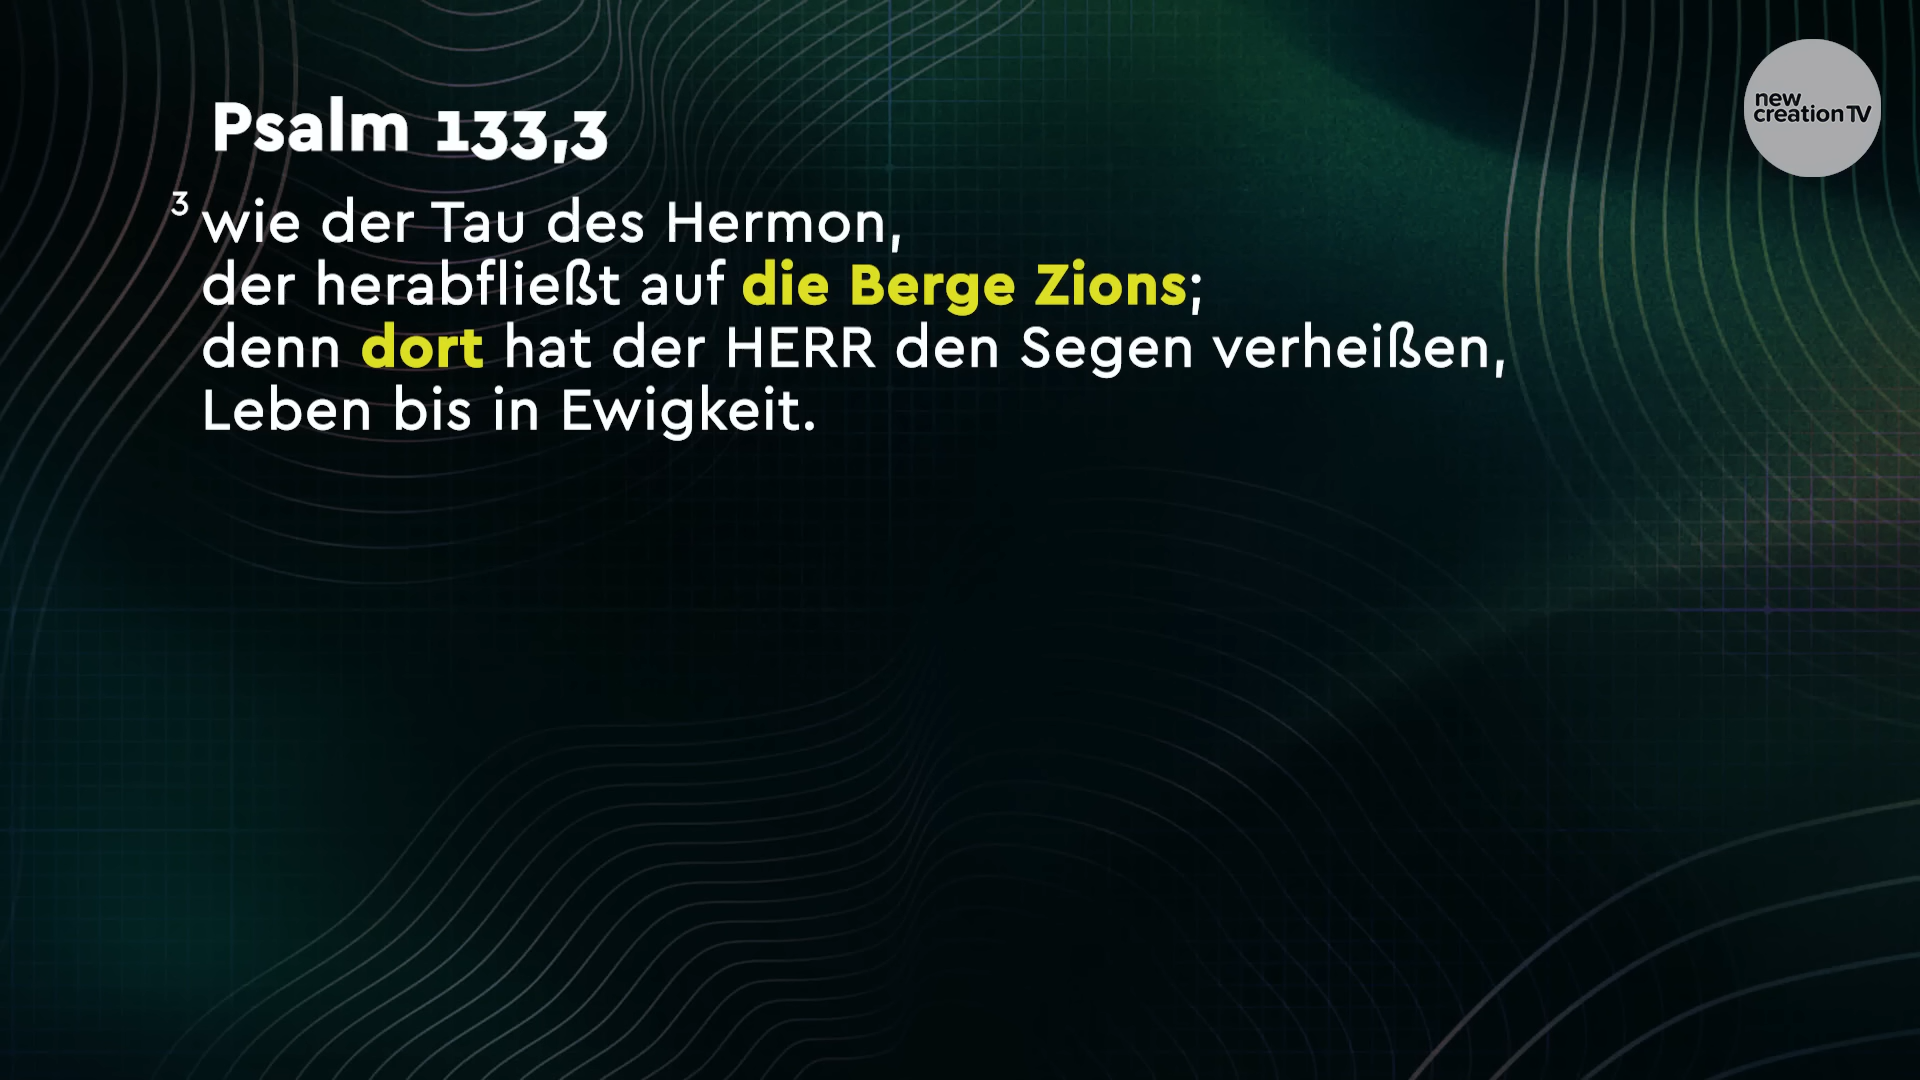 new
creation TV
Psalm 133,3
3 wie der Tau des Hermon,
der herabfließt auf die Berge Zions;
denn dort hat der HERR den Segen verheißen,
Leben bis in Ewigkeit.